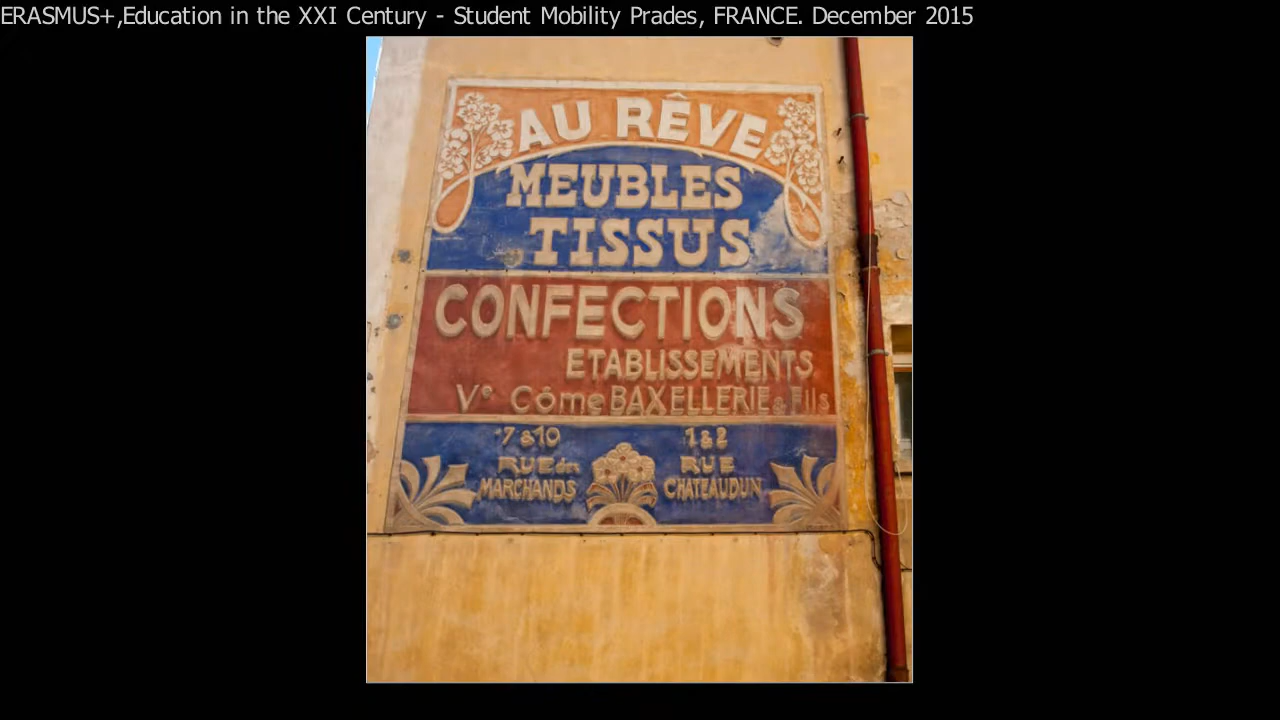 ERASMUS+,Education in the XXI Century - Student Mobility Prades, FRANCE. December 2015
AU RÊVE
MEUBLES
TISSUS
CONFECTIONS
ETABLISSEMENTS
Ve Côme BAXELLERIE & Fils
7 & 10
RUE des
MARCHANDS
1 & 2
RUE
CHATEAUDUN